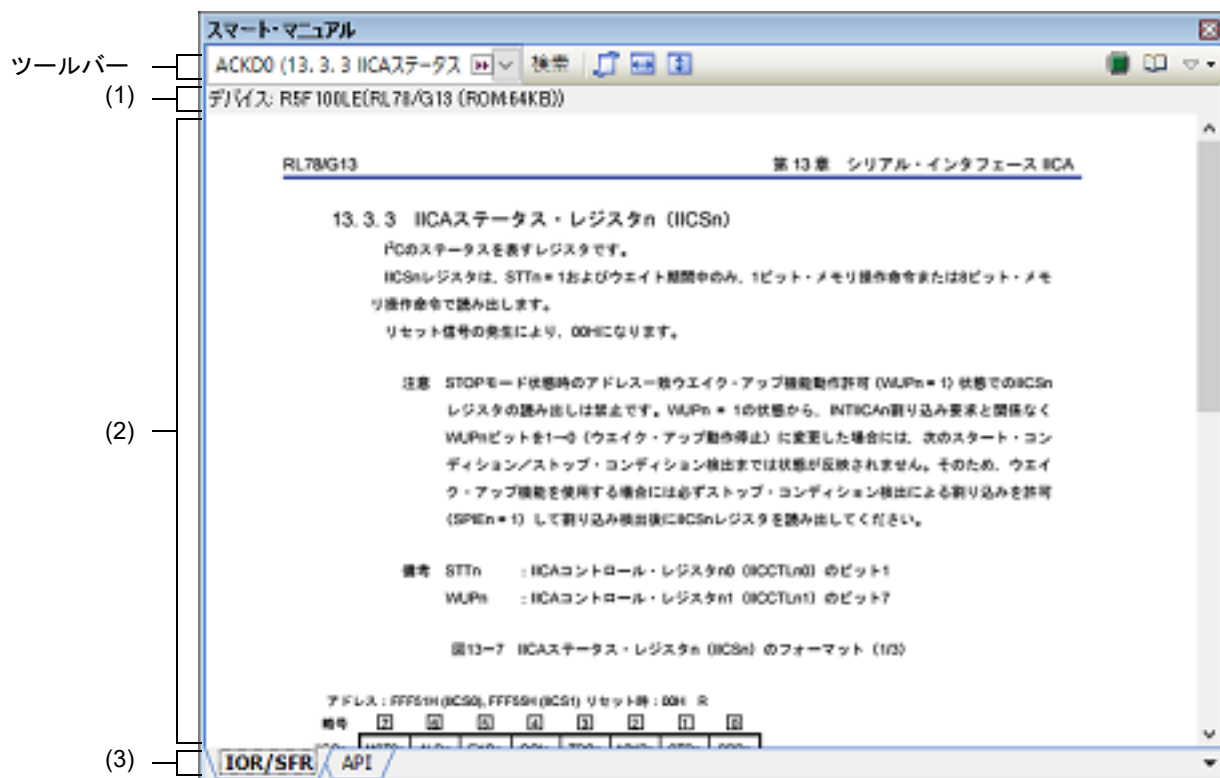 スマート・マニュアル
ツールバー
ACKD0 (13. 3. 3 IICAステータス
検索
(1)
デバイス: R5F100LE(RL78/G13 (ROM:64KB))
(2)
RL78/G13
第 13 章 シリアル・インタフェース IICA
13. 3. 3 IICAステータス・レジスタn (IICSn)
I²Cのステータスを表すレジスタです。
IICSnレジスタは、STTn = 1およびウエイト期間中のみ、1ビット・メモリ操作命令または8ビット・メモ
リ操作命令で読み出します。
リセット信号の発生により、00Hになります。
注意 STOPモード状態時のアドレス一致ウエイク・アップ機能動作許可 (WUPn = 1) 状態でのIICSn
レジスタの読み出しは禁止です。WUPn = 1の状態から、INTIICAn割り込み要求と関係なく
WUPnビットを1→0 (ウエイク・アップ動作停止) に変更した場合には、次のスタート・コン
ディション/ストップ・コンディション検出までは状態が反映されません。そのため、ウエイ
ク・アップ機能を使用する場合には必ずストップ・コンディション検出による割り込みを許可
(SPIEn = 1) して割り込み検出後にIICSnレジスタを読み出してください。
備考 STTn : IICAコントロール・レジスタn0 (IICCTLn0) のビット1
WUPn : IICAコントロール・レジスタn1 (IICCTLn1) のビット7
図13-7 IICAステータス・レジスタn (IICSn) のフォーマット (1/3)
アドレス : FFF51H (IICS0), FFF55H (IICS1) リセット時 : 00H R
略号 7 6 5 4 3 2 1 0
(3)
IOR/SFR
API